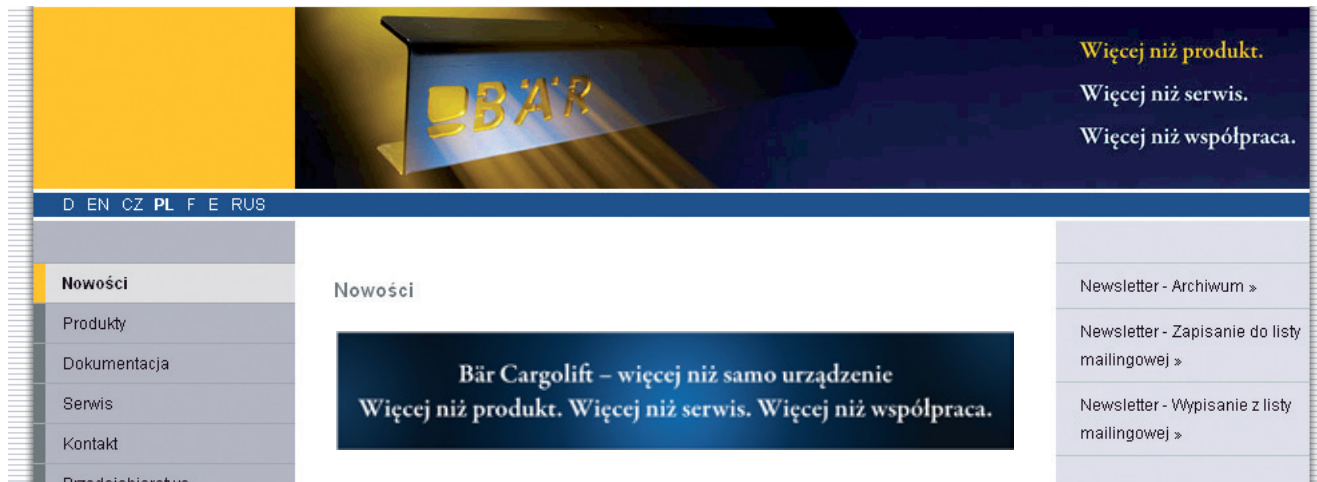 BÄR
Więcej niż produkt.
Więcej niż serwis.
Więcej niż współpraca.
D EN CZ PL F E RUS
Nowości
Produkty
Dokumentacja
Serwis
Kontakt
Nowości
Bär Cargolift – więcej niż samo urządzenie
Więcej niż produkt. Więcej niż serwis. Więcej niż współpraca.
Newsletter - Archiwum »
Newsletter - Zapisanie do listy
mailingowej »
Newsletter - Wypisanie z listy
mailingowej »